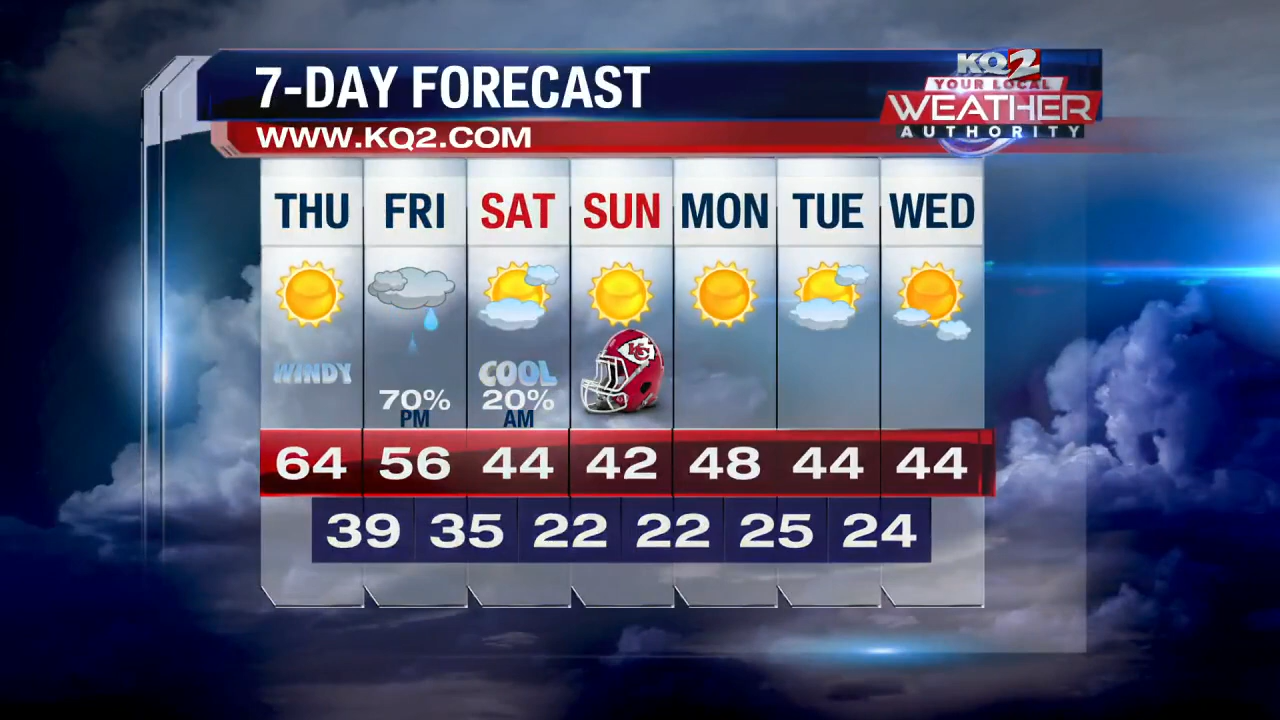 7-DAY FORECAST
WWW.KQ2.COM
KQ2
YOUR LOCAL
WEATHER
AUTHORITY
THU FRI SAT SUN MON TUE WED
KC
WINDY COOL
70% 20%
PM AM
64 56 44 42 48 44 44
39 35 22 22 25 24